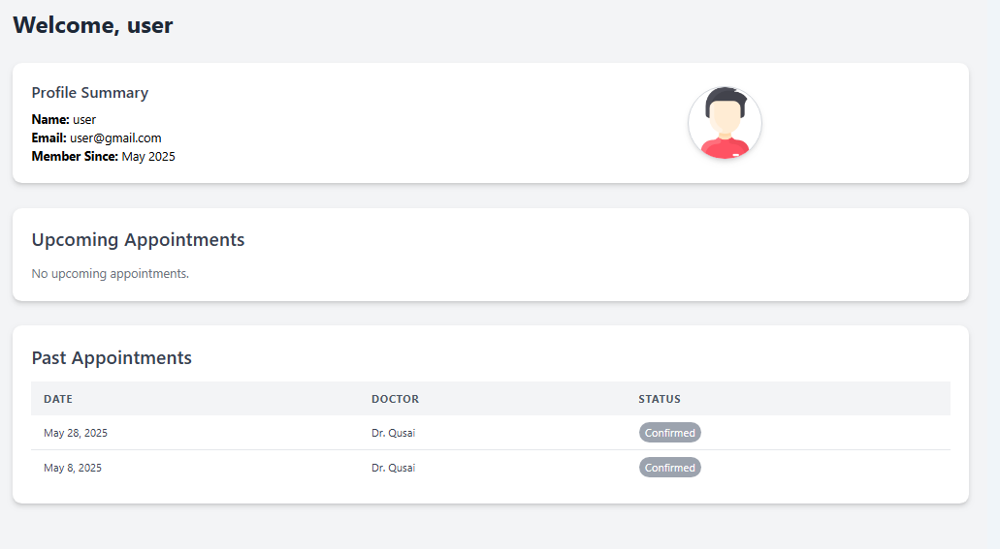 Welcome, user
Profile Summary
Name: user
Email: user@gmail.com
Member Since: May 2025
Upcoming Appointments
No upcoming appointments.
Past Appointments
DATE DOCTOR STATUS
May 28, 2025 Dr. Qusai Confirmed
May 8, 2025 Dr. Qusai Confirmed